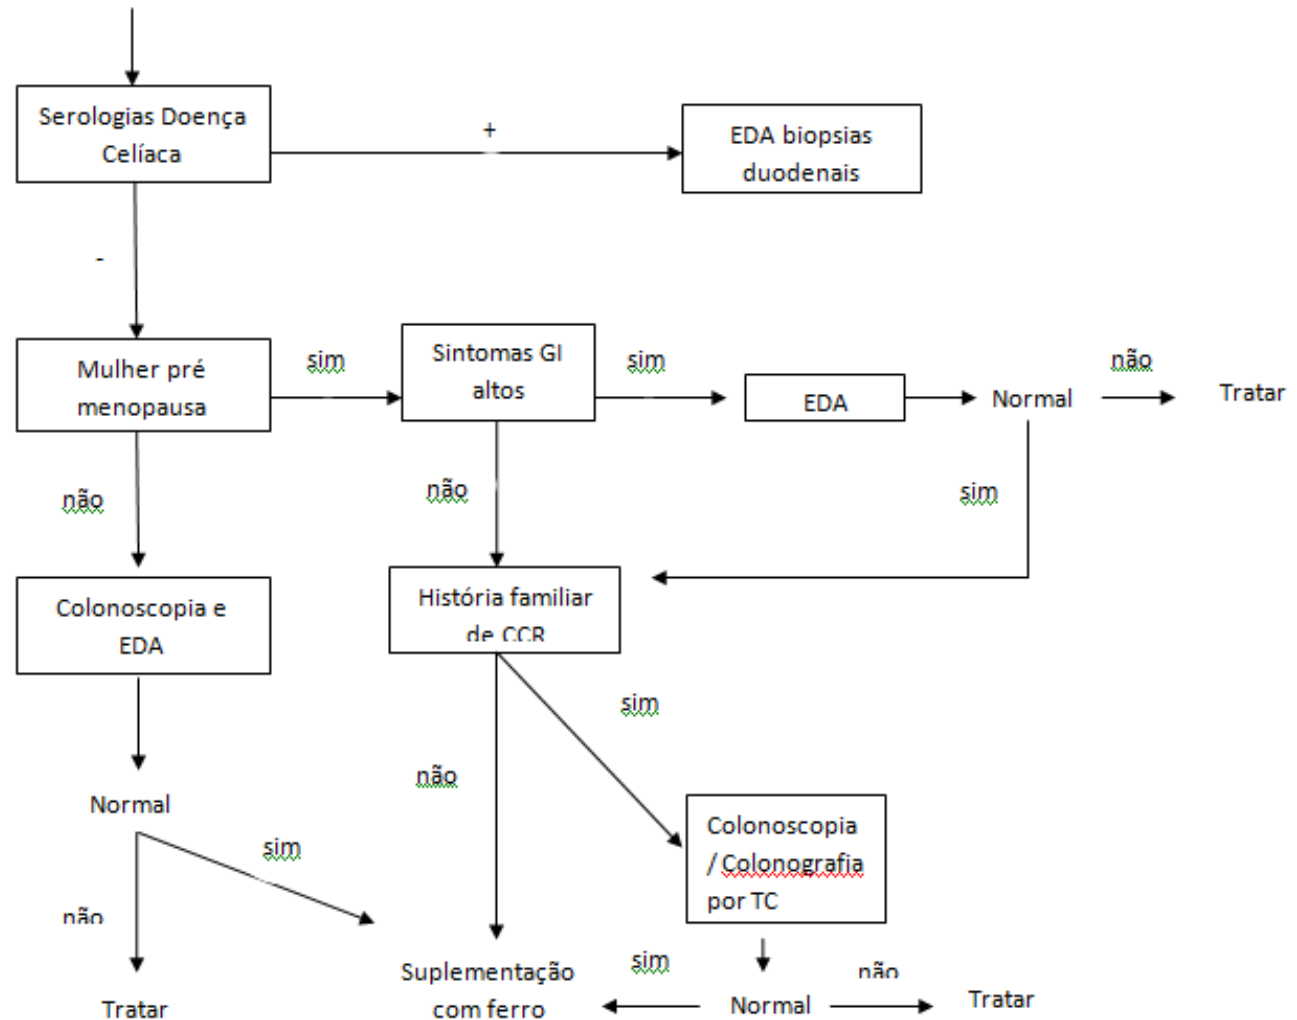 Serologias Doença
Celíaca
+
EDA biopsias
duodenais
-
Mulher pré
menopausa
sim
Sintomas GI
altos
sim
EDA
Normal
não
Tratar
não
não
sim
Colonoscopia e
EDA
História familiar
de CCR
sim
não
Normal
sim
Colonoscopia
/ Colonografia
por TC
não
Tratar
Suplementação
com ferro
sim
Normal
não
Tratar